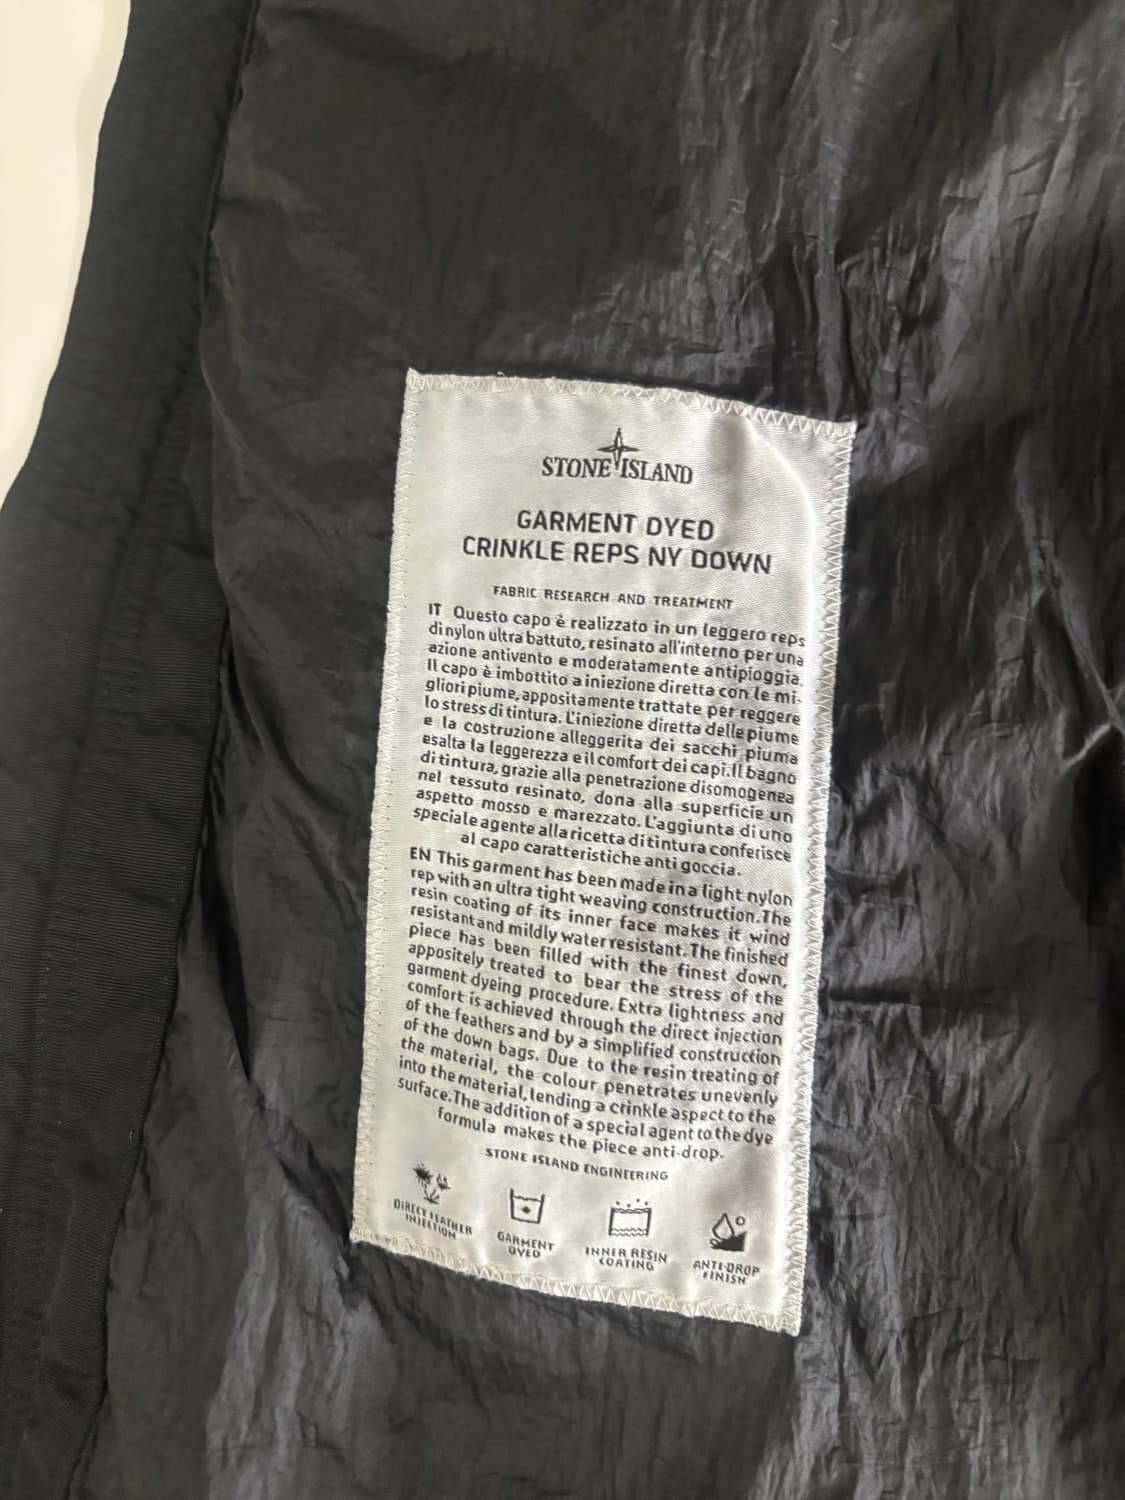 STONE ISLAND
GARMENT DYED
CRINKLE REPS NY DOWN
FABRIC RESEARCH AND TREATMENT
IT Questo capo è realizzato in un leggero reps
di nylon ultra battuto, resinato all'interno per una
azione antivento e moderatamente antipioggia.
Il capo è imbottito a iniezione diretta con le mi-
gliori piume, appositamente trattate per reggere
lo stress di tintura. L'iniezione diretta delle piume
e la costruzione alleggerita dei sacchi piuma
esalta la leggerezza e il comfort dei capi. Il bagno
di tintura, grazie alla penetrazione disomogenea
nel tessuto resinato, dona alla superficie un
aspetto mosso e marezzato. L'aggiunta di uno
speciale agente alla ricetta di tintura conferisce
al capo caratteristiche anti goccia.
EN This garment has been made in a light nylon
rep with an ultra tight weaving construction. The
resin coating of its inner face makes it wind
resistant and mildly water resistant. The finished
piece has been filled with the finest down,
appositely treated to bear the stress of the
garment dyeing procedure. Extra lightness and
comfort is achieved through the direct injection
of the feathers and by a simplified construction
of the down bags. Due to the resin treating of
the material, the colour penetrates unevenly
into the material, lending a crinkle aspect to the
surface. The addition of a special agent to the dye
formula makes the piece anti-drop.
STONE ISLAND ENGINEERING
DIRECT FEATHER
INJECTION
GARMENT
DYED
INNER RESIN
COATING
ANTI-DROP
FINISH